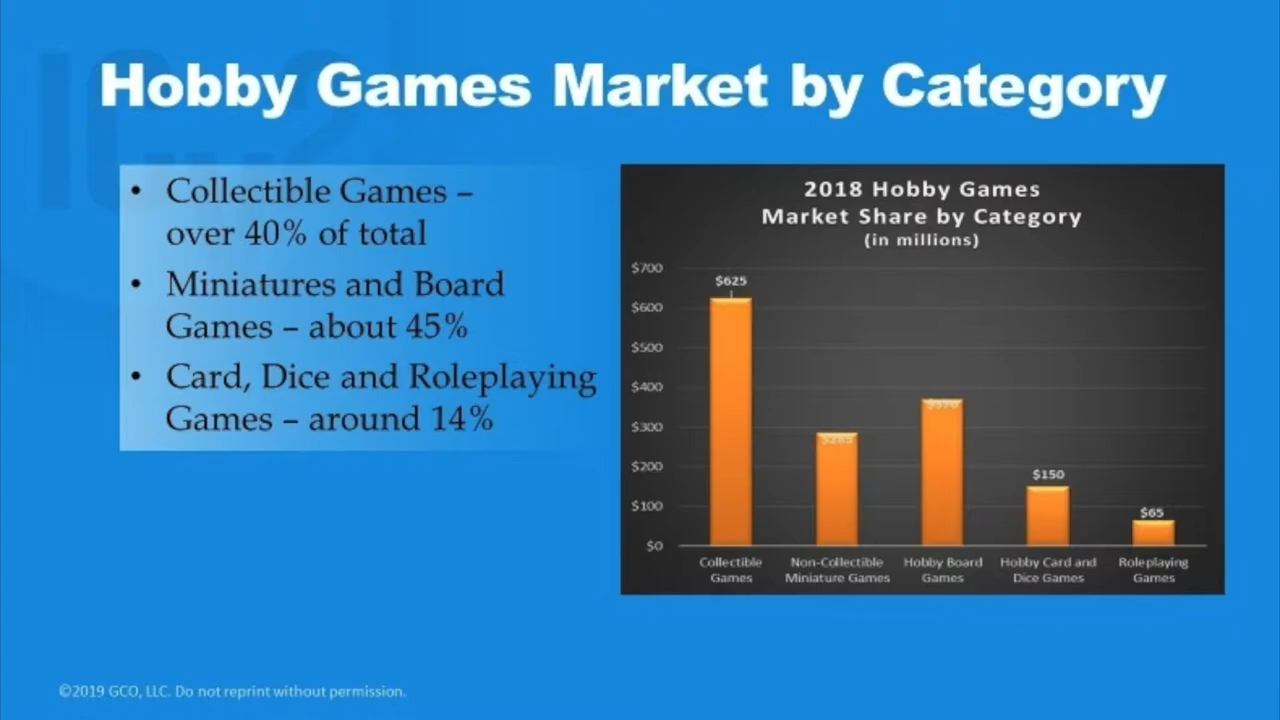 Hobby Games Market by Category
• Collectible Games –
over 40% of total
• Miniatures and Board
Games – about 45%
• Card, Dice and Roleplaying
Games – around 14%
2018 Hobby Games
Market Share by Category
(in millions)
$700
$600
$500
$400
$300
$200
$100
$0
$625
$285
$370
$150
$65
Collectible
Games
Non-Collectible
Miniature Games
Hobby Board
Games
Hobby Card and
Dice Games
Roleplaying
Games
©2019 GCO, LLC. Do not reprint without permission.